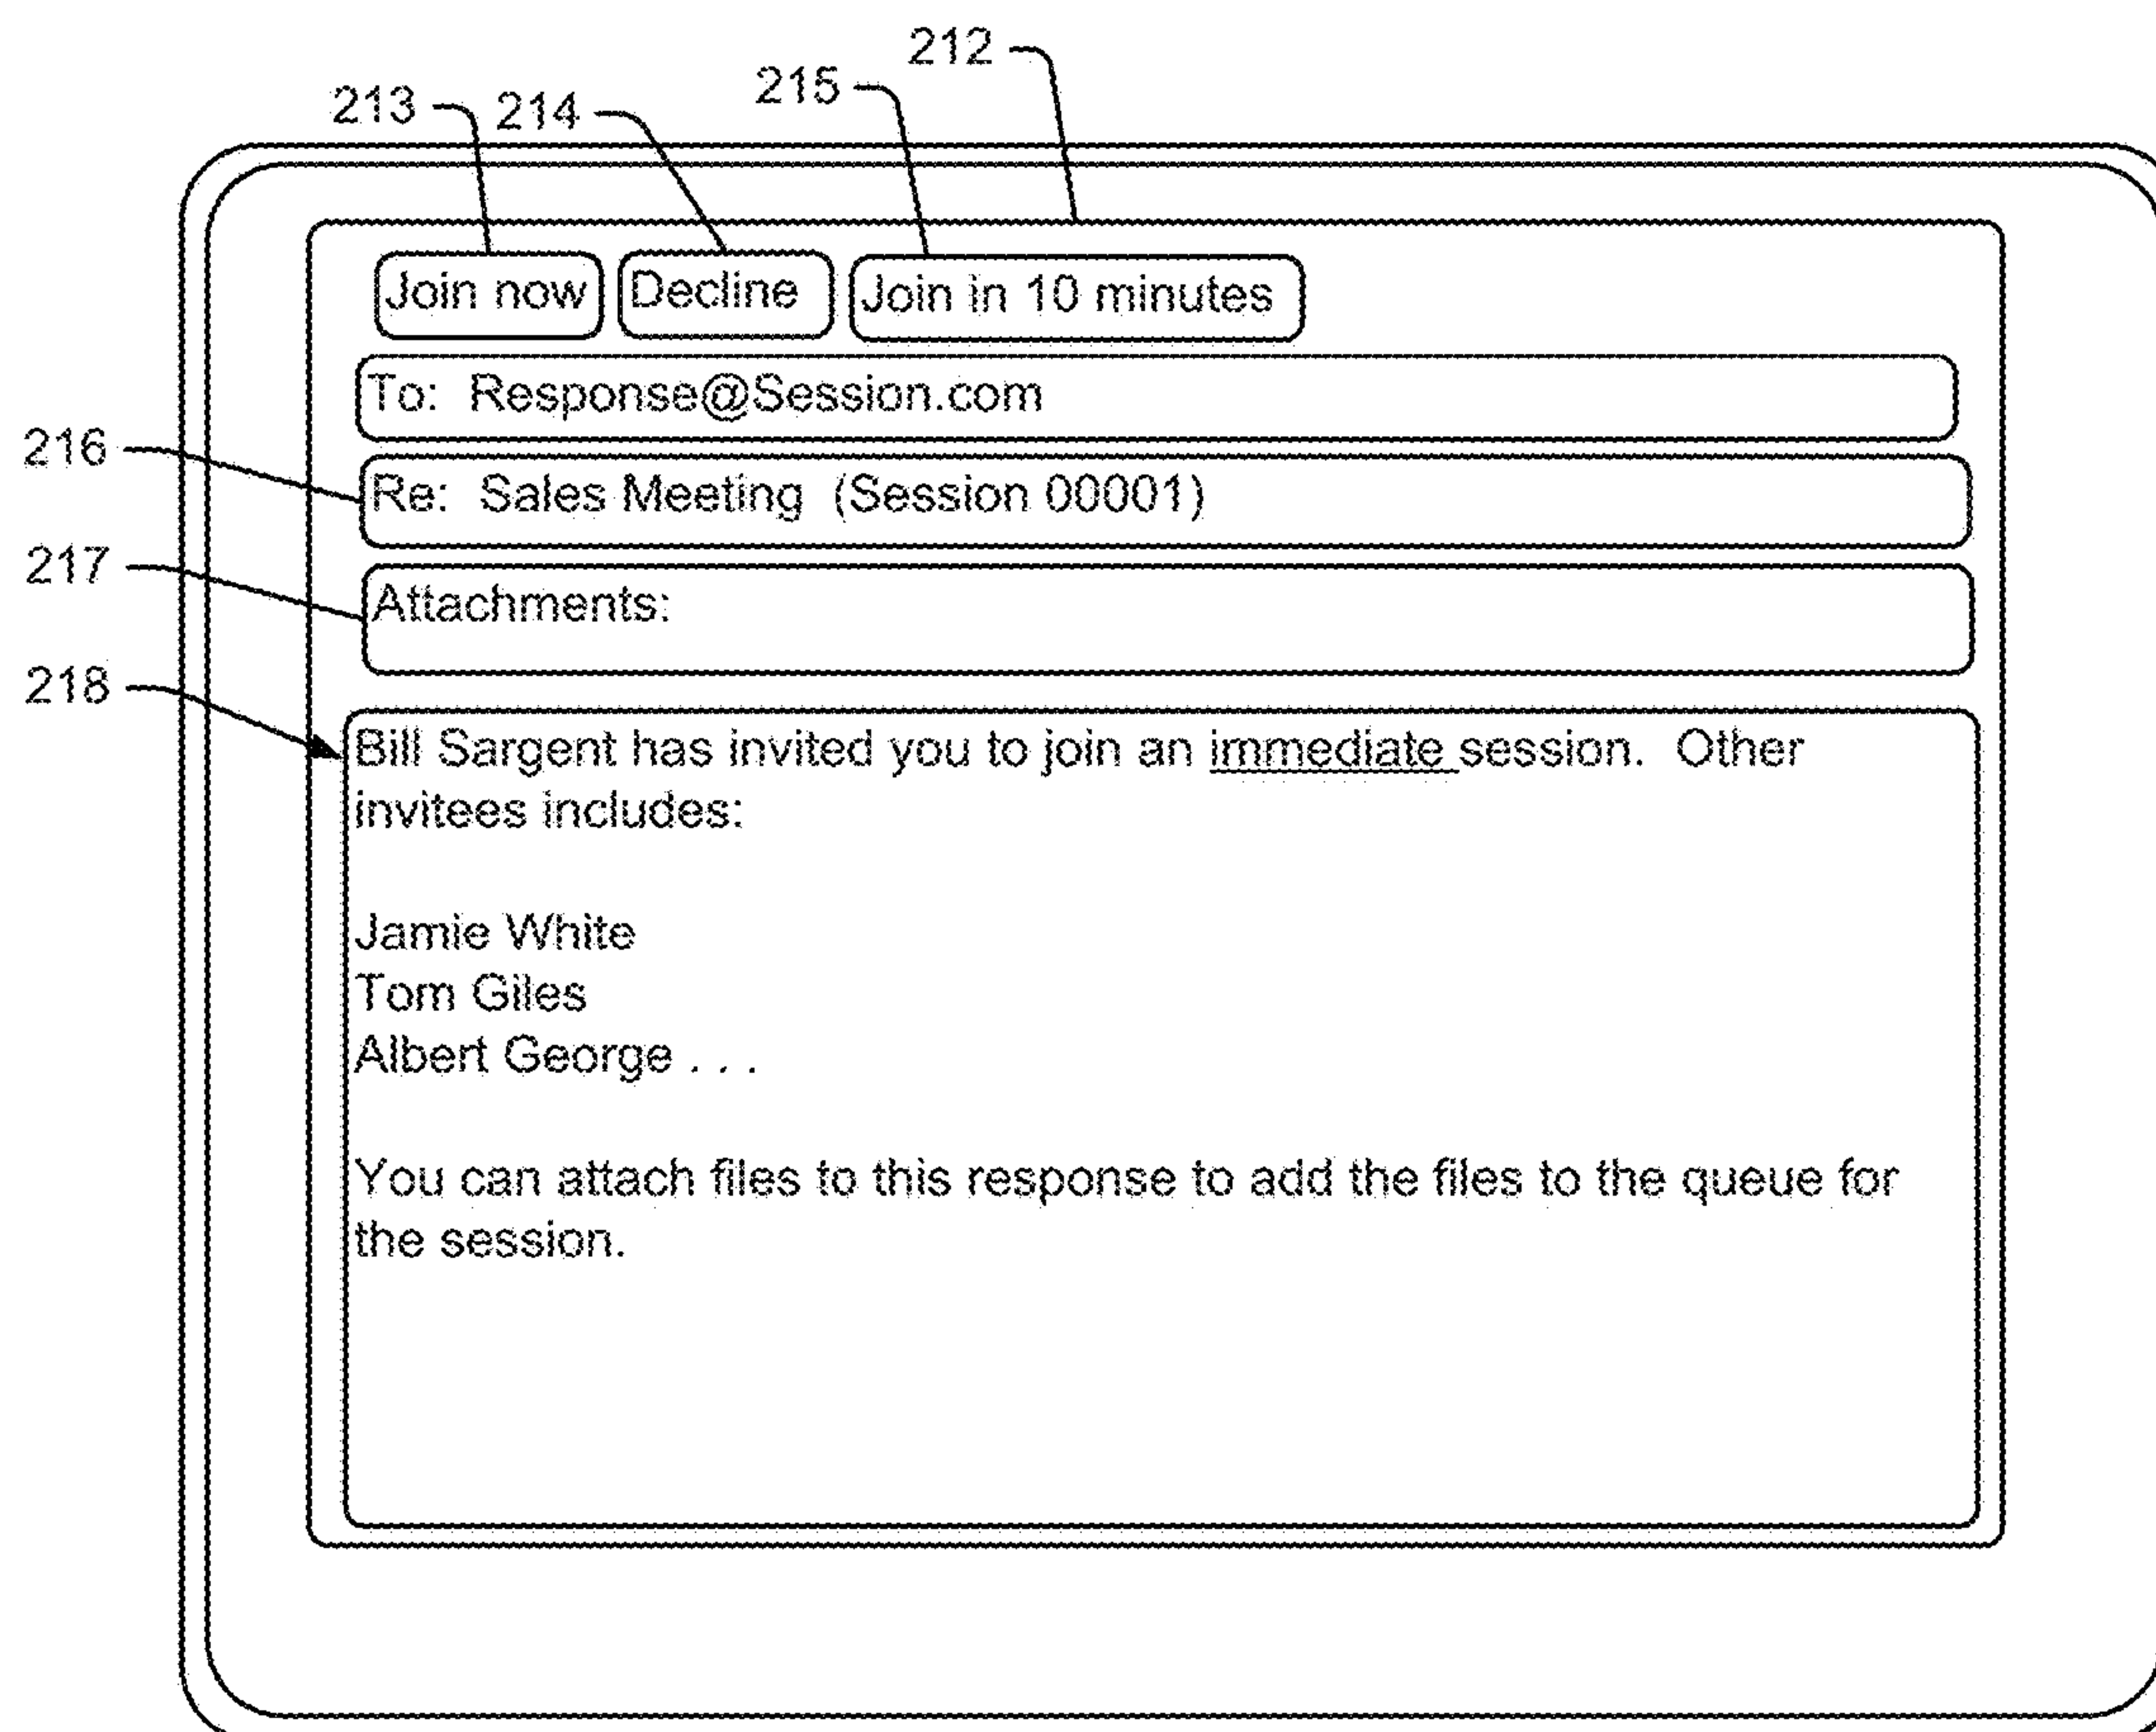 212
215
213
214
Join now
Decline
Join in 10 minutes
To: Response@Session.com
216
Re: Sales Meeting (Session 00001)
217
Attachments:
218
Bill Sargent has invited you to join an immediate session. Other
invitees includes:
Jamie White
Tom Giles
Albert George . . .
You can attach files to this response to add the files to the queue for
the session.